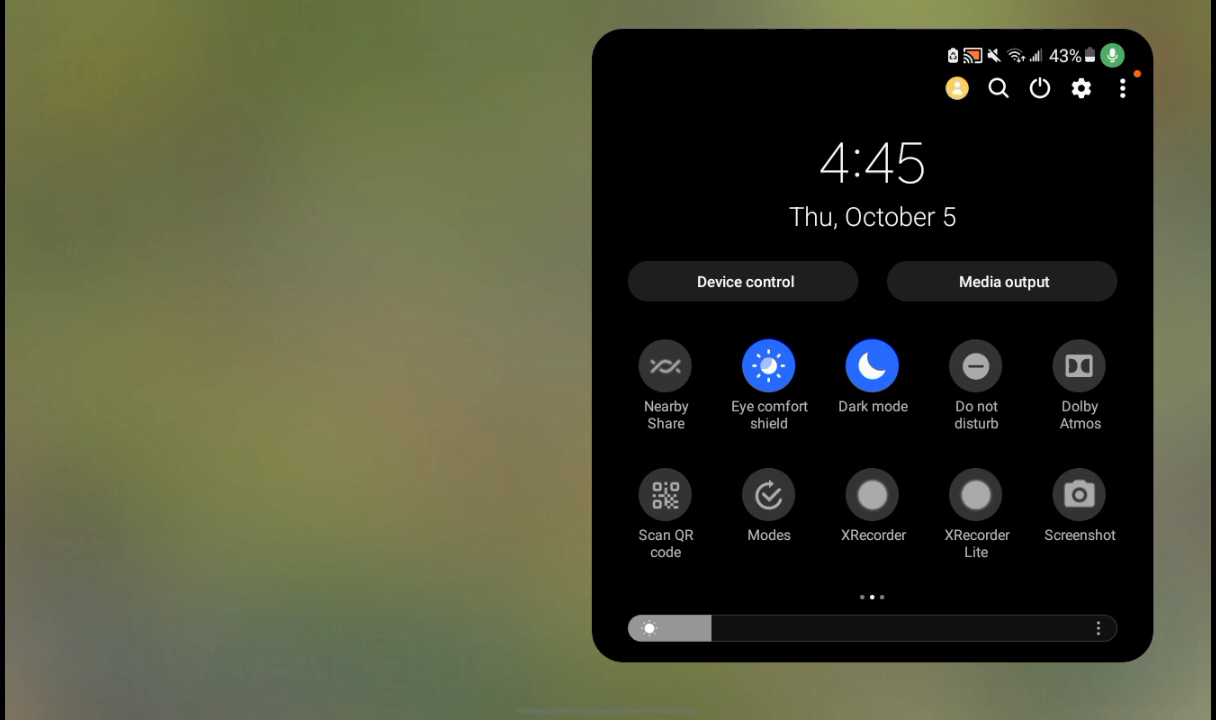 43%
4:45
Thu, October 5
Device control Media output
Nearby Share
Eye comfort shield
Dark mode
Do not disturb
Dolby Atmos
Scan QR code
Modes
XRecorder
XRecorder Lite
Screenshot